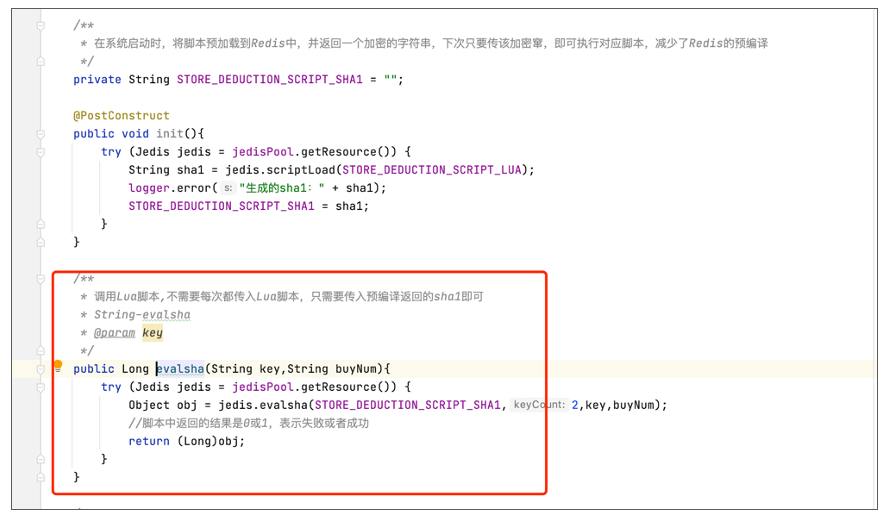 /**
 * 在系统启动时，将脚本预加载到Redis中，并返回一个加密的字符串，下次只要传该加密窜，即可执行对应脚本，减少了Redis的预编译
 */
private String STORE_DEDUCTION_SCRIPT_SHA1 = "";
@PostConstruct
public void init(){
try (Jedis jedis = jedisPool.getResource()) {
String sha1 = jedis.scriptLoad(STORE_DEDUCTION_SCRIPT_LUA);
logger.error( s: "生成的sha1：" + sha1);
STORE_DEDUCTION_SCRIPT_SHA1 = sha1;
}
}
/**
 * 调用Lua脚本,不需要每次都传入Lua脚本，只需要传入预编译返回的sha1即可
 * String-evalsha
 * @param key
 */
public Long evalsha(String key,String buyNum){
try (Jedis jedis = jedisPool.getResource()) {
Object obj = jedis.evalsha(STORE_DEDUCTION_SCRIPT_SHA1, keyCount: 2,key,buyNum);
//脚本中返回的结果是0或1，表示失败或者成功
return (Long)obj;
}
}